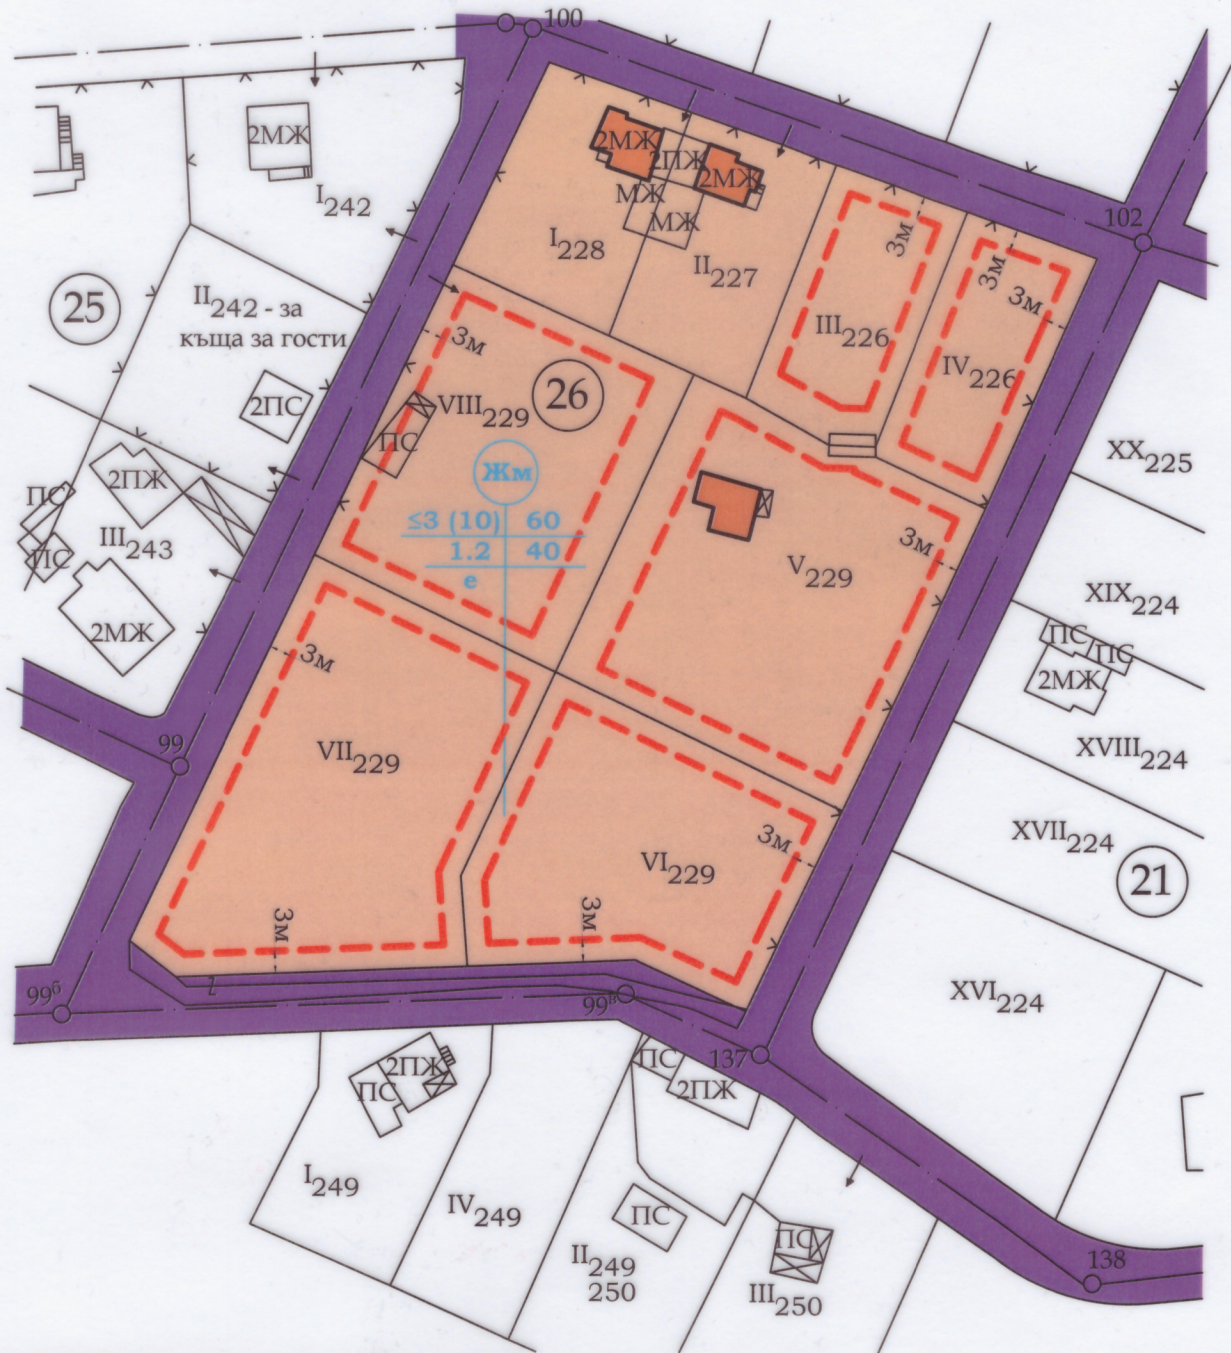 100
2МЖ
I242
102
2МЖ
2ПЖ
2МЖ
МЖ
МЖ
I228
II227
3м
3м
3м
III226
IV226
25
II242 - за
къща за гости
2ПС
3м
VIII229
26
ПС
Жм
≤3 (10) 60
1.2 40
е
XX225
ПС
2ПЖ
III243
ПС
2МЖ
3м
V229
XIX224
ПС
ПС
2МЖ
XVIII224
3м
99
VII229
3м
VI229
XVII224
21
3м
3м
XVI224
99б
99в
137
ПС
2ПЖ
ПС
2ПЖ
I249
IV249
ПС
II249
250
ПС
III250
138